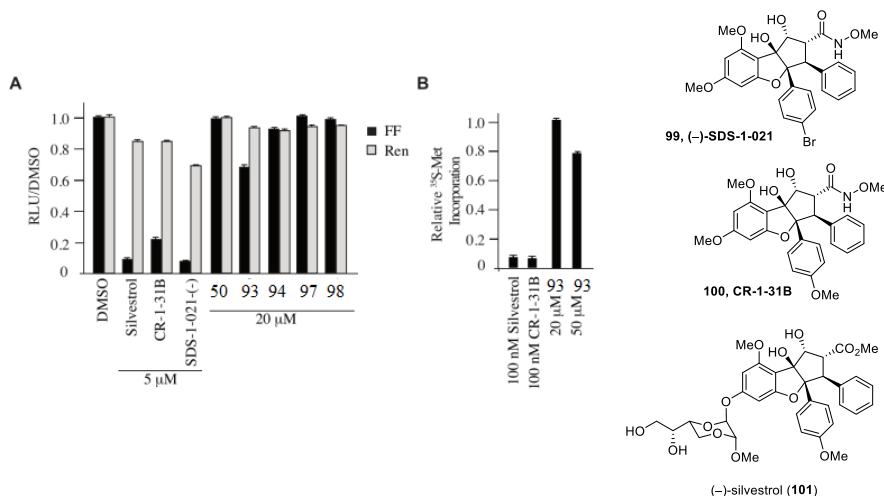 A
RLU/DMSO
1.0
0.8
0.6
0.4
0.2
0
FF
Ren
DMSO
Silvestrol
CR-1-31B
SDS-1-021-(-)
50
93
94
97
98
5 µM
20 µM
B
Relative ³⁵S-Met
Incorporation
1.0
0.8
0.6
0.4
0.2
0
100 nM Silvestrol
100 nM CR-1-31B
93
20 µM
93
50 µM
HO
MeO
HO
O
OMe
N
H
MeO
O
Br
99, (–)-SDS-1-021
HO
MeO
HO
O
OMe
N
H
MeO
O
OMe
100, CR-1-31B
HO
MeO
HO
CO₂Me
O
O
HO
O
O
OH
OMe
OMe
(–)-silvestrol (101)